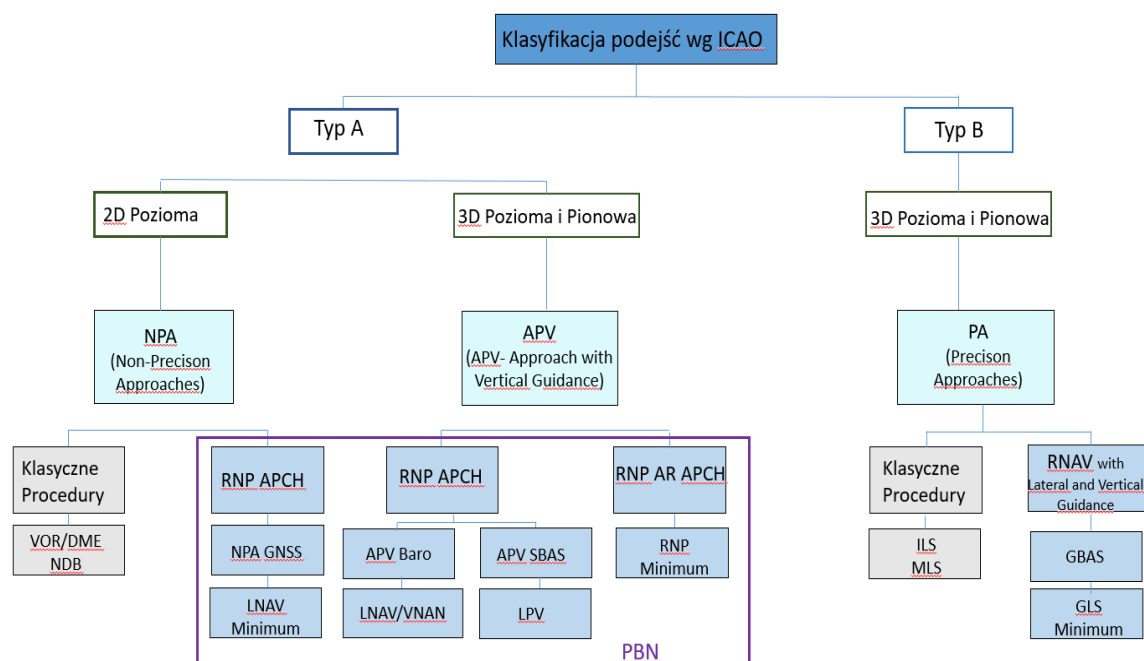 Klasyfikacja podejść wg ICAO
Typ A
Typ B
2D Pozioma
3D Pozioma i Pionowa
3D Pozioma i Pionowa
NPA
(Non-Precison
Approaches)
APV
(APV- Approach with
Vertical Guidance)
PA
(Precison
Approaches)
Klasyczne
Procedury
RNP APCH
RNP APCH
RNP AR APCH
Klasyczne
Procedury
RNAV with
Lateral and Vertical
Guidance
VOR/DME
NDB
NPA GNSS
APV Baro
APV SBAS
RNP
Minimum
ILS
MLS
GBAS
LNAV
Minimum
LNAV/VNAN
LPV
GLS
Minimum
PBN